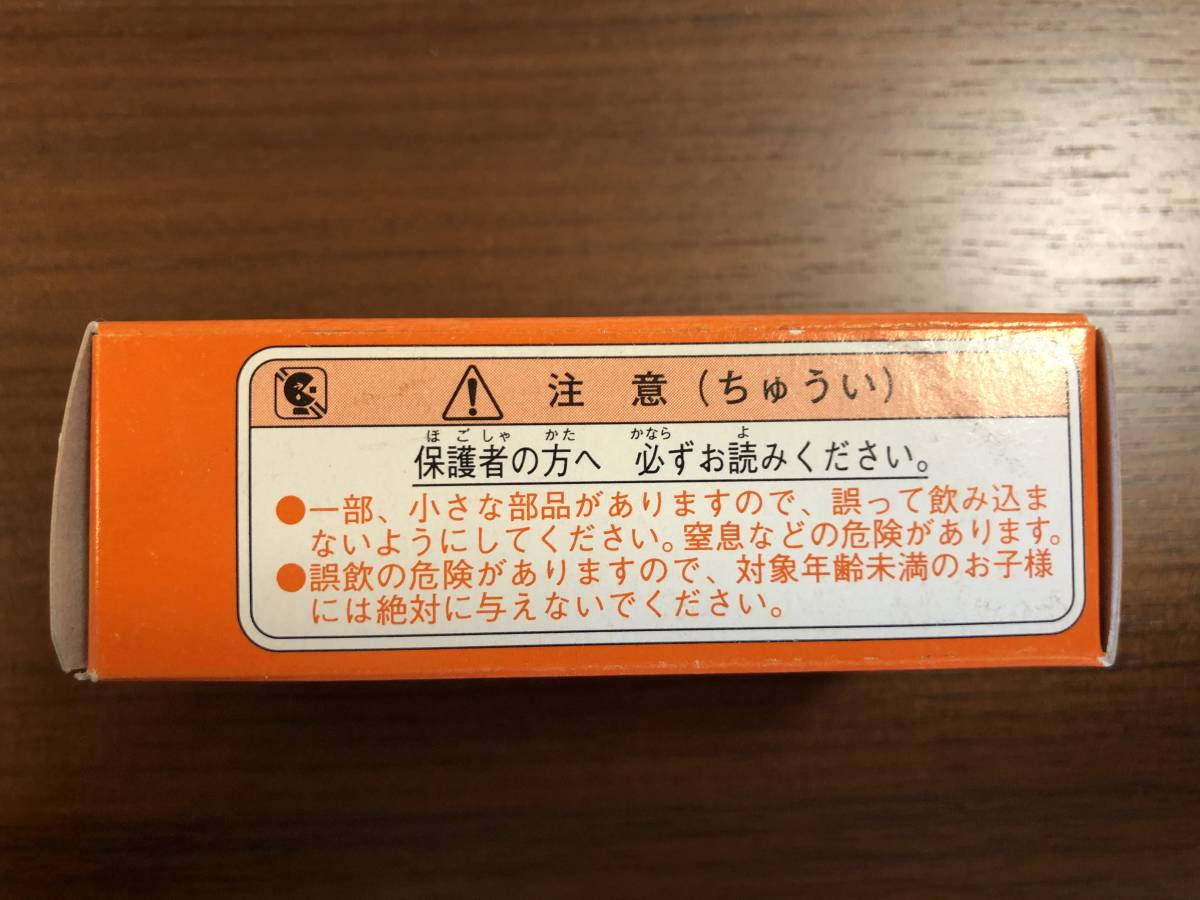 注意(ちゅうい)
ほごしゃ かた かなら よ
保護者の方へ 必ずお読みください。
●一部、小さな部品がありますので、誤って飲み込ま
ないようにしてください。窒息などの危険があります。
●誤飲の危険がありますので、対象年齢未満のお子様
には絶対に与えないでください。